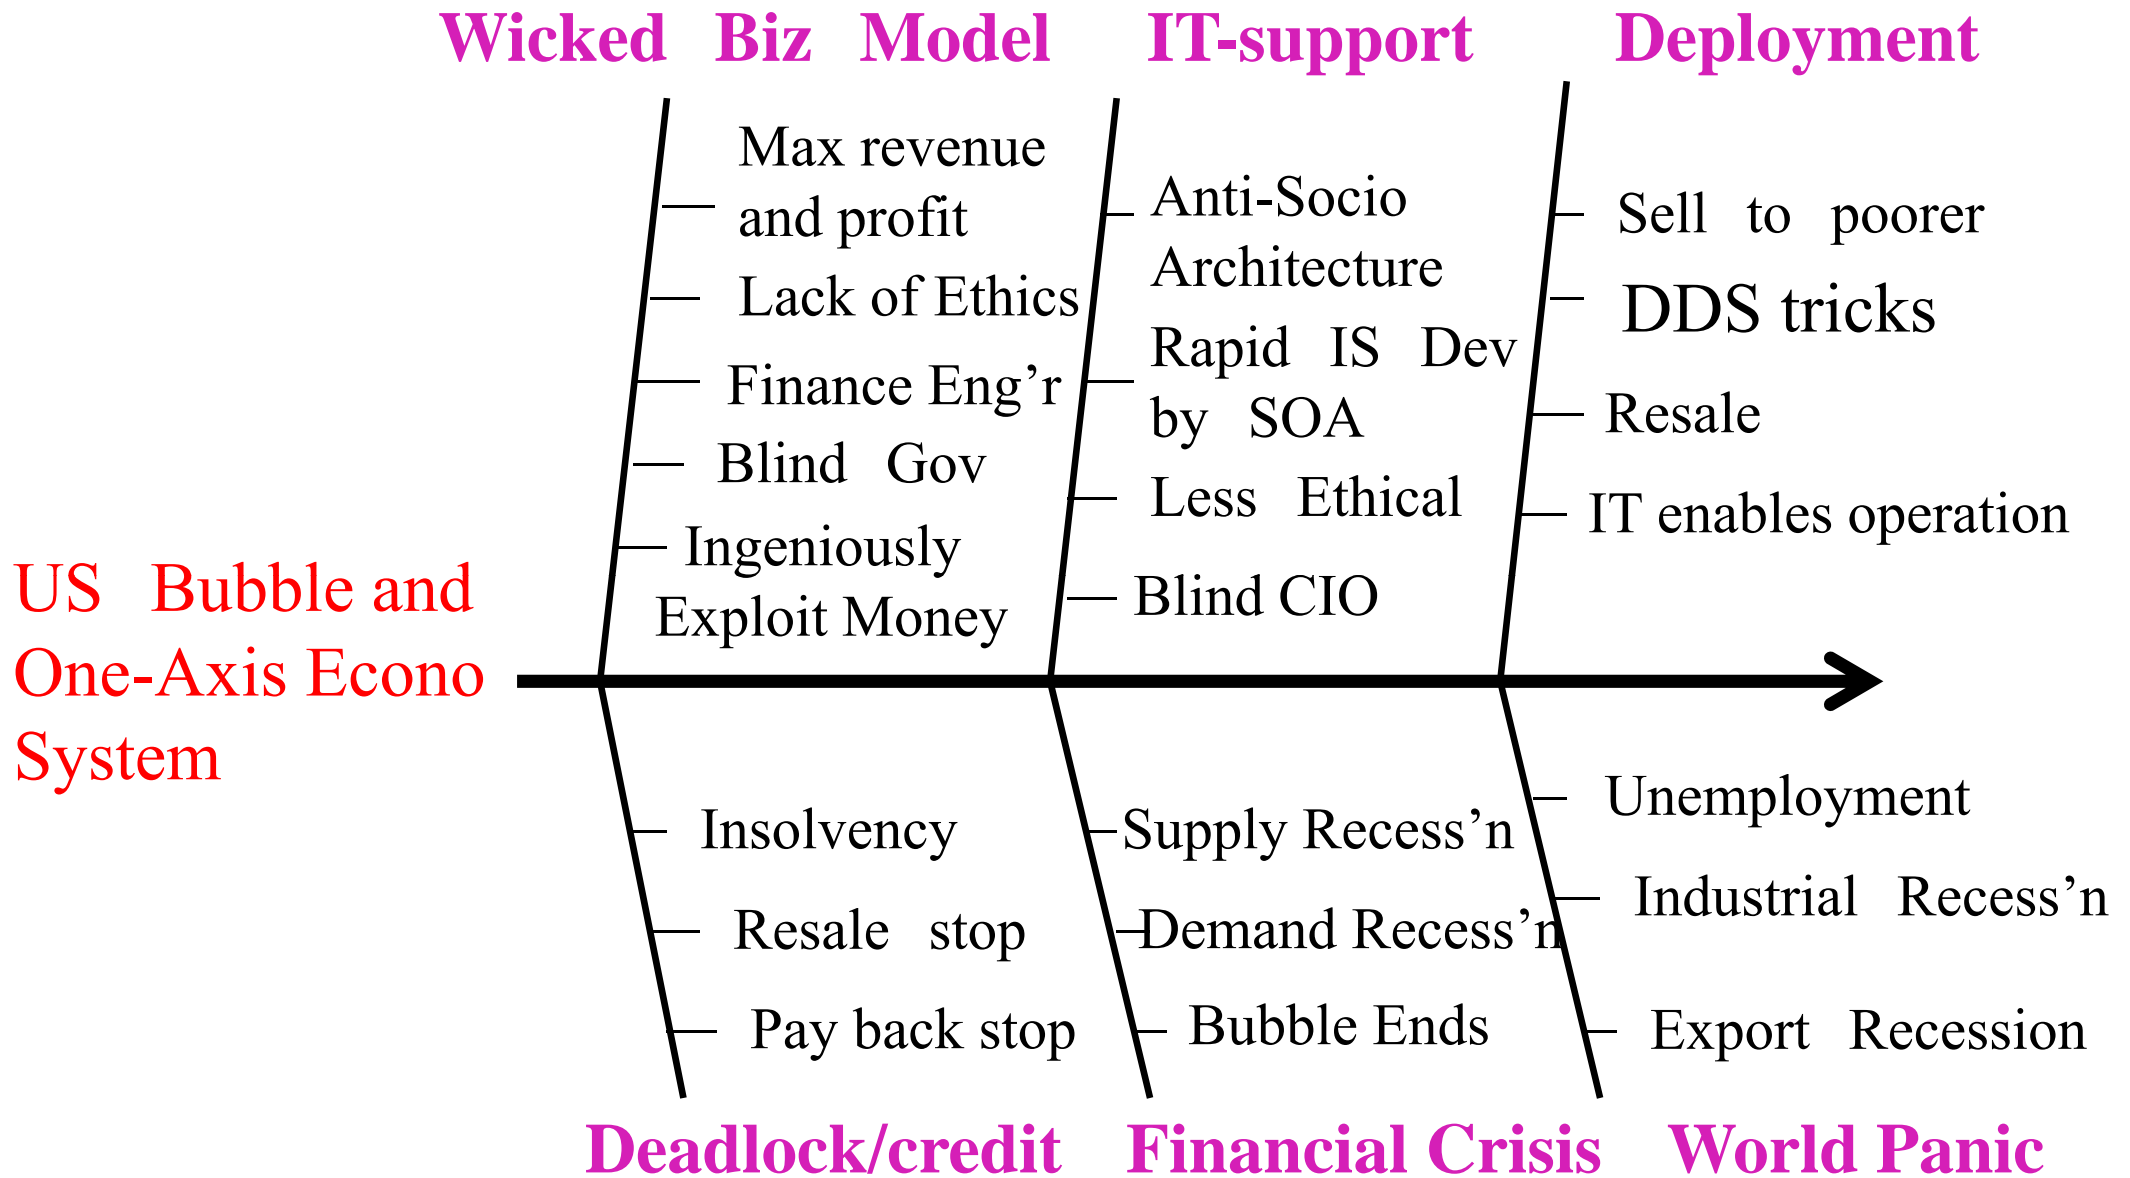 Wicked Biz Model
IT-support
Deployment
Max revenue
and profit
Lack of Ethics
Finance Eng’r
Blind Gov
Ingeniously
Exploit Money
Anti-Socio
Architecture
Rapid IS Dev
by SOA
Less Ethical
Blind CIO
Sell to poorer
DDS tricks
Resale
IT enables operation
US Bubble and
One-Axis Econo
System
Insolvency
Resale stop
Pay back stop
Supply Recess’n
Demand Recess’n
Bubble Ends
Unemployment
Industrial Recess’n
Export Recession
Deadlock/credit
Financial Crisis
World Panic